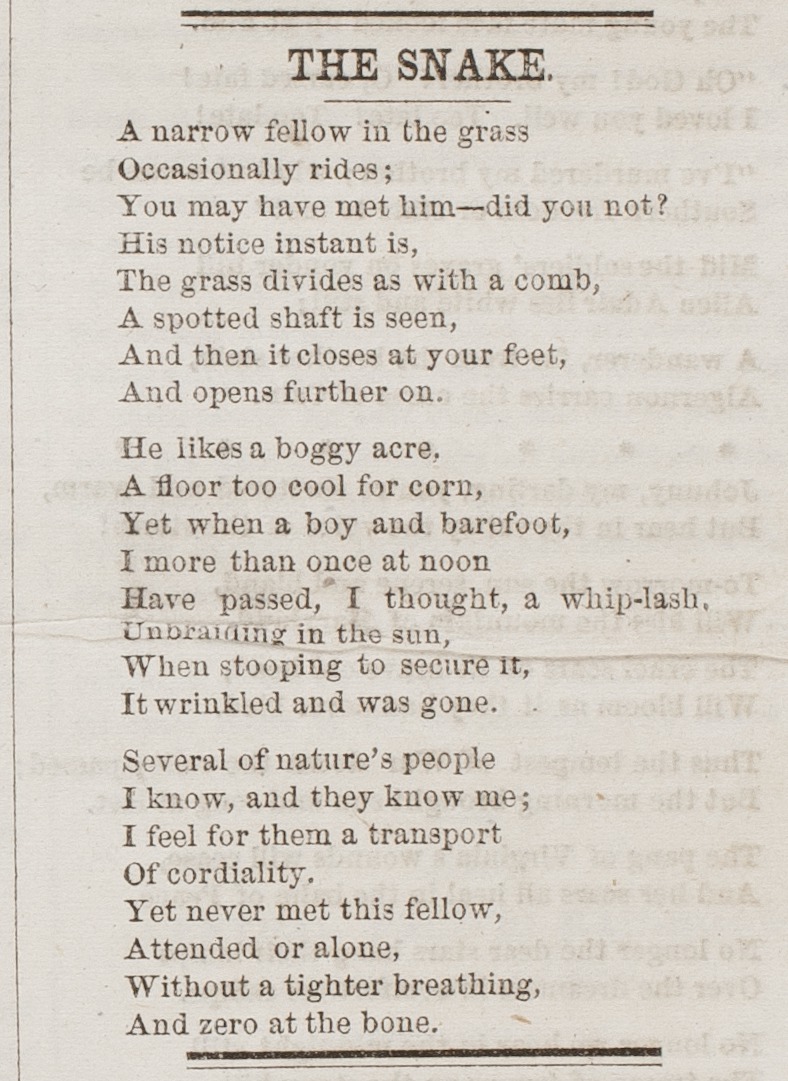 THE SNAKE.
A narrow fellow in the grass
Occasionally rides;
You may have met him—did you not?
His notice instant is,
The grass divides as with a comb,
A spotted shaft is seen,
And then it closes at your feet,
And opens further on.
He likes a boggy acre,
A floor too cool for corn,
Yet when a boy and barefoot,
I more than once at noon
Have passed, I thought, a whip-lash,
Unbraiding in the sun,
When stooping to secure it,
It wrinkled and was gone.
Several of nature's people
I know, and they know me;
I feel for them a transport
Of cordiality.
Yet never met this fellow,
Attended or alone,
Without a tighter breathing,
And zero at the bone.